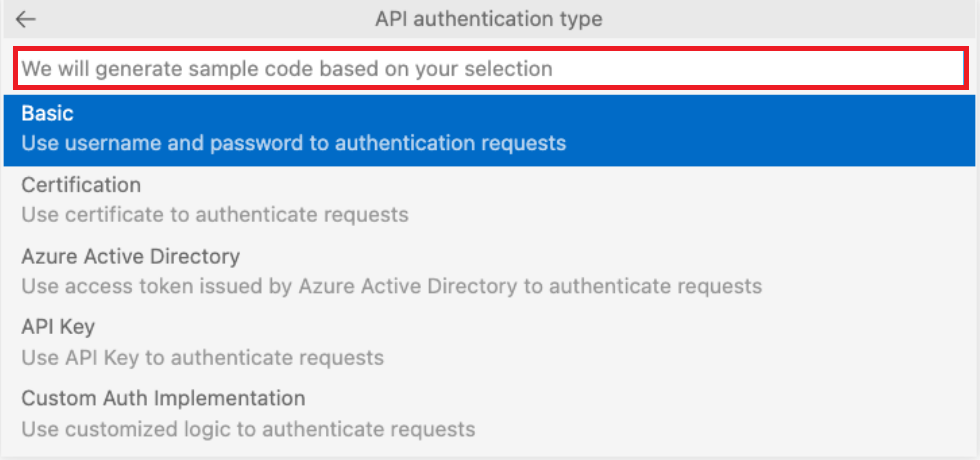 API authentication type
We will generate sample code based on your selection
Basic
Use username and password to authentication requests
Certification
Use certificate to authenticate requests
Azure Active Directory
Use access token issued by Azure Active Directory to authenticate requests
API Key
Use API Key to authenticate requests
Custom Auth Implementation
Use customized logic to authenticate requests